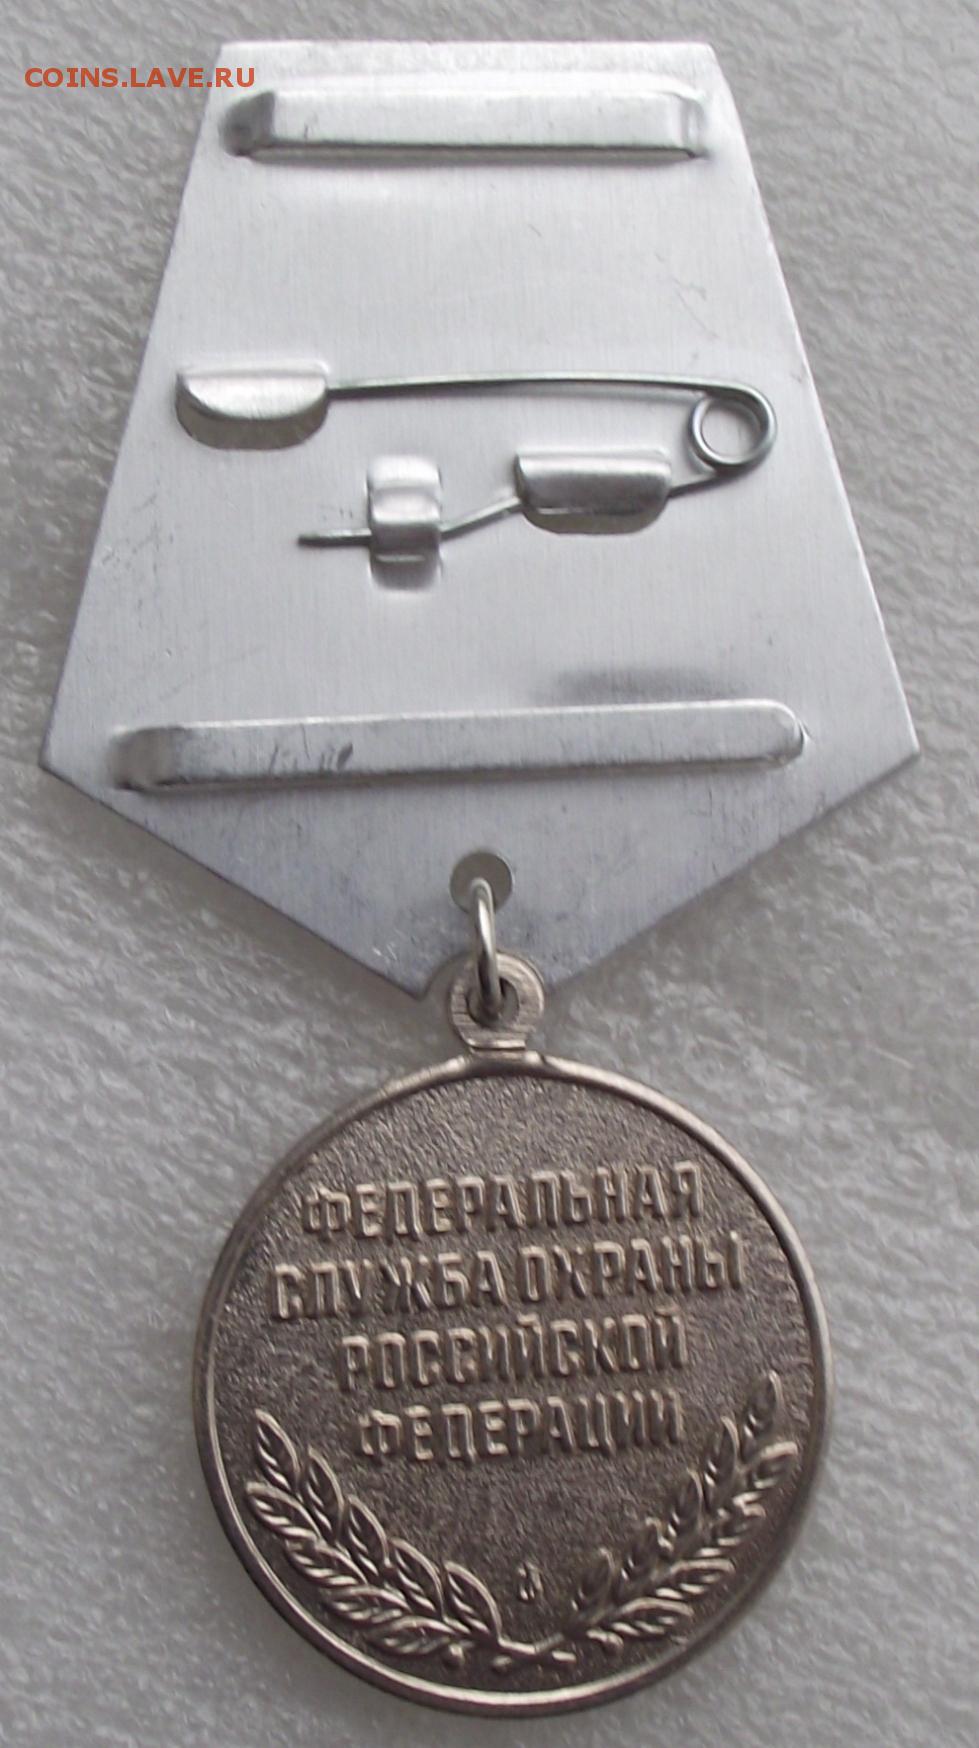 COINS.LAVE.RU
ФЕДЕРАЛЬНАЯ
СЛУЖБА ОХРАНЫ
РОССИЙСКОЙ
ФЕДЕРАЦИИ